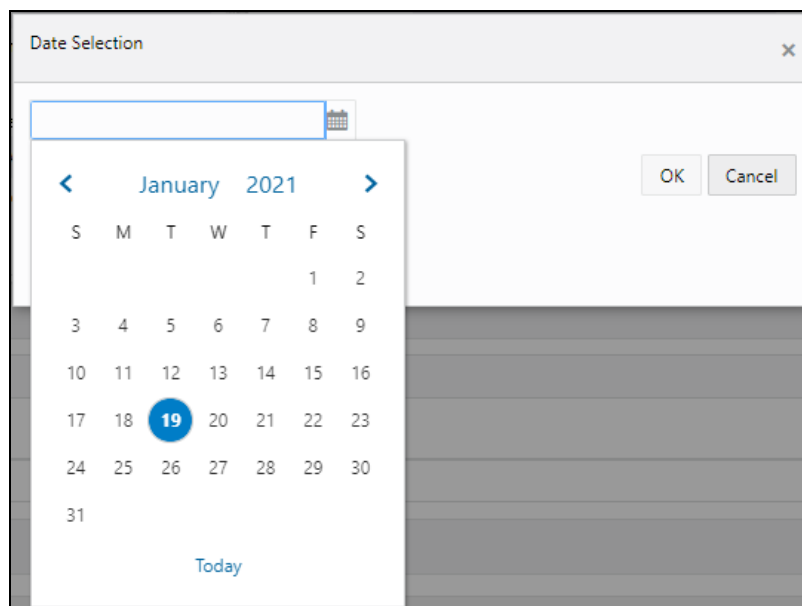 Date Selection ×
OK Cancel
January 2021
S M T W T F S
1 2
3 4 5 6 7 8 9
10 11 12 13 14 15 16
17 18 19 20 21 22 23
24 25 26 27 28 29 30
31
Today